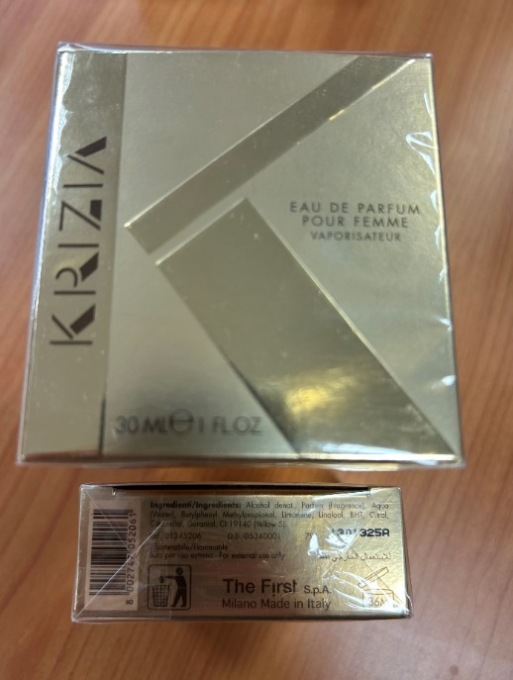 KRIZIA
EAU DE PARFUM
POUR FEMME
VAPORISATEUR
30 ML ℮ 1 FL.OZ
Ingredienti/Ingredients: Alcohol denat., Parfum (Fragrance), Aqua
(Water), Butylphenyl Methylpropional, Limonene, Linalool, BHT, Citral,
Geraniol, CI 19140 (Yellow 5).
325A
Solo per uso esterno - For external use only
The First S.p.A.
Milano Made in Italy
36M